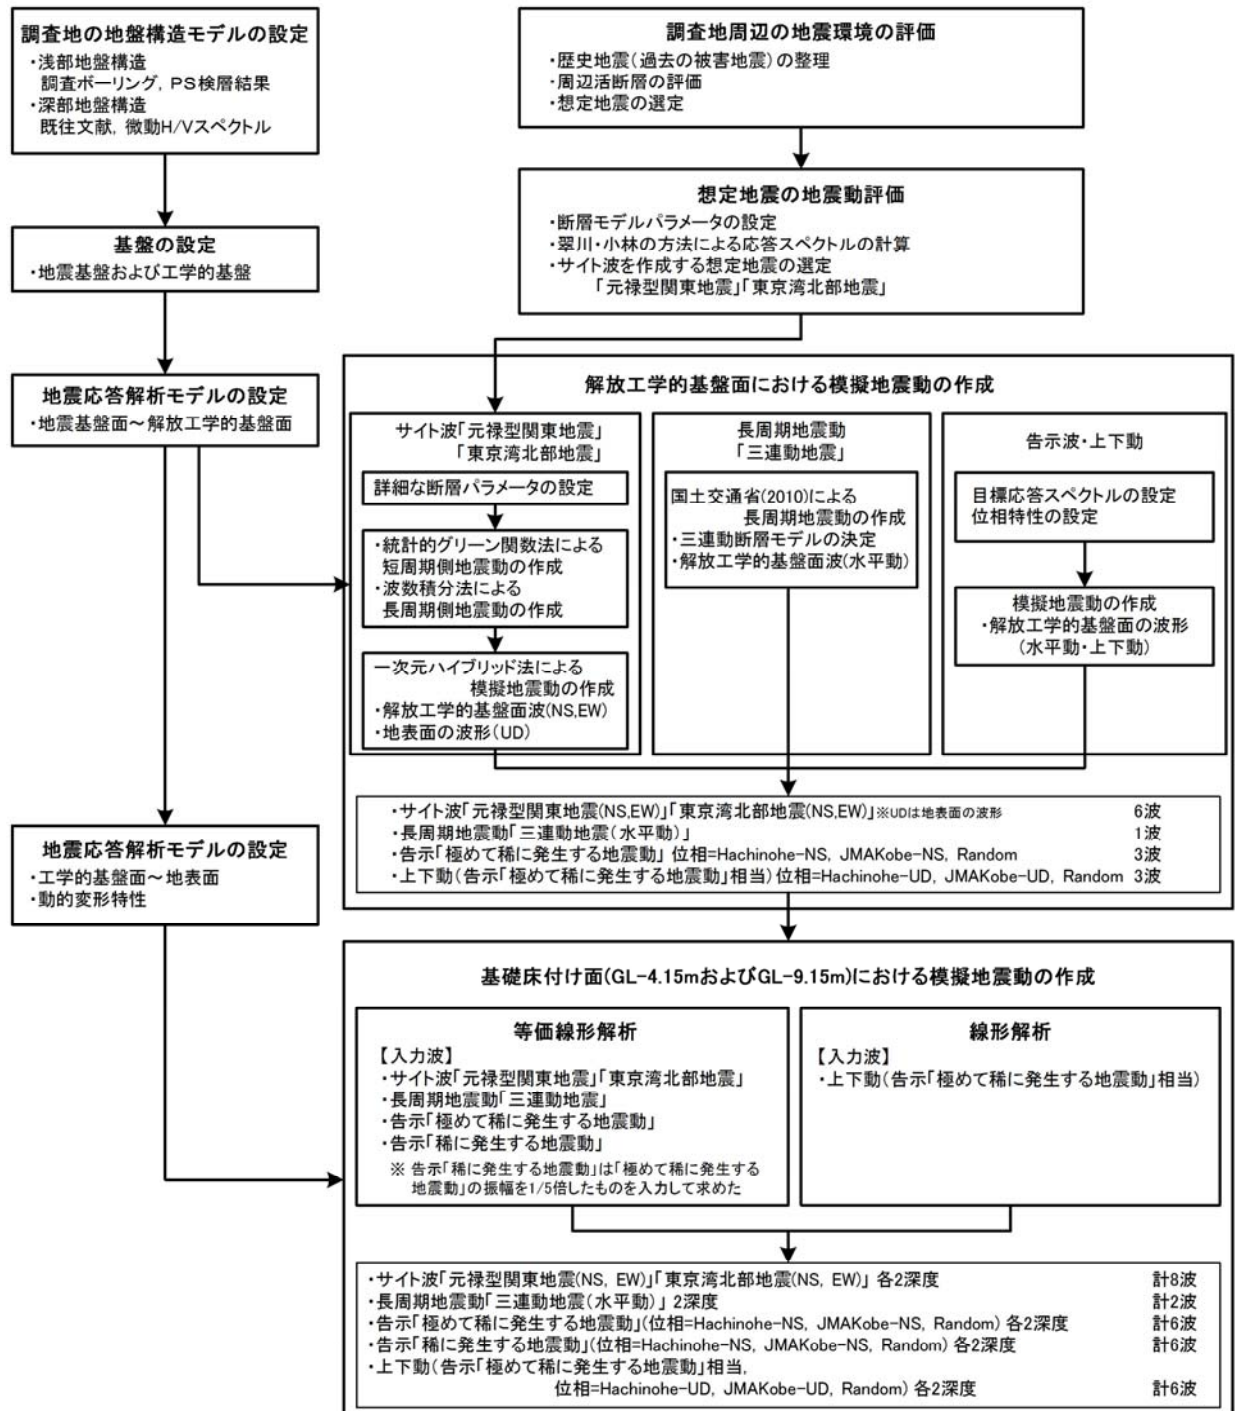 調査地の地盤構造モデルの設定
・浅部地盤構造
調査ボーリング, PS検層結果
・深部地盤構造
既往文献, 微動H/Vスペクトル
基盤の設定
・地震基盤および工学的基盤
地震応答解析モデルの設定
・地震基盤面～解放工学的基盤面
地震応答解析モデルの設定
・工学的基盤面～地表面
・動的変形特性
調査地周辺の地震環境の評価
・歴史地震(過去の被害地震)の整理
・周辺活断層の評価
・想定地震の選定
想定地震の地震動評価
・断層モデルパラメータの設定
・翠川・小林の方法による応答スペクトルの計算
・サイト波を作成する想定地震の選定
「元禄型関東地震」「東京湾北部地震」
解放工学的基盤面における模擬地震動の作成
サイト波「元禄型関東地震」
「東京湾北部地震」
詳細な断層パラメータの設定
・統計的グリーン関数法による
短周期側地震動の作成
・波数積分法による
長周期側地震動の作成
一次元ハイブリッド法による
模擬地震動の作成
・解放工学的基盤面波(NS,EW)
・地表面の波形(UD)
長周期地震動
「三連動地震」
国土交通省(2010)による
長周期地震動の作成
・三連動断層モデルの決定
・解放工学的基盤面波(水平動)
告示波・上下動
目標応答スペクトルの設定
位相特性の設定
模擬地震動の作成
・解放工学的基盤面の波形
(水平動・上下動)
・サイト波「元禄型関東地震(NS,EW)」「東京湾北部地震(NS,EW)」※UDは地表面の波形 6波
・長周期地震動「三連動地震(水平動)」 1波
・告示「極めて稀に発生する地震動」 位相=Hachinohe-NS, JMAKobe-NS, Random 3波
・上下動(告示「極めて稀に発生する地震動」相当)位相=Hachinohe-UD, JMAKobe-UD, Random 3波
基礎床付け面(GL-4.15mおよびGL-9.15m)における模擬地震動の作成
等価線形解析
【入力波】
・サイト波「元禄型関東地震」「東京湾北部地震」
・長周期地震動「三連動地震」
・告示「極めて稀に発生する地震動」
・告示「稀に発生する地震動」
※ 告示「稀に発生する地震動」は「極めて稀に発生する
地震動」の振幅を1/5倍したものを入力して求めた
線形解析
【入力波】
・上下動(告示「極めて稀に発生する地震動」相当)
・サイト波「元禄型関東地震(NS, EW)」「東京湾北部地震(NS, EW)」 各2深度 計8波
・長周期地震動「三連動地震(水平動)」 2深度 計2波
・告示「極めて稀に発生する地震動」(位相=Hachinohe-NS, JMAKobe-NS, Random) 各2深度 計6波
・告示「稀に発生する地震動」(位相=Hachinohe-NS, JMAKobe-NS, Random) 各2深度 計6波
・上下動(告示「極めて稀に発生する地震動」相当,
位相=Hachinohe-UD, JMAKobe-UD, Random) 各2深度 計6波